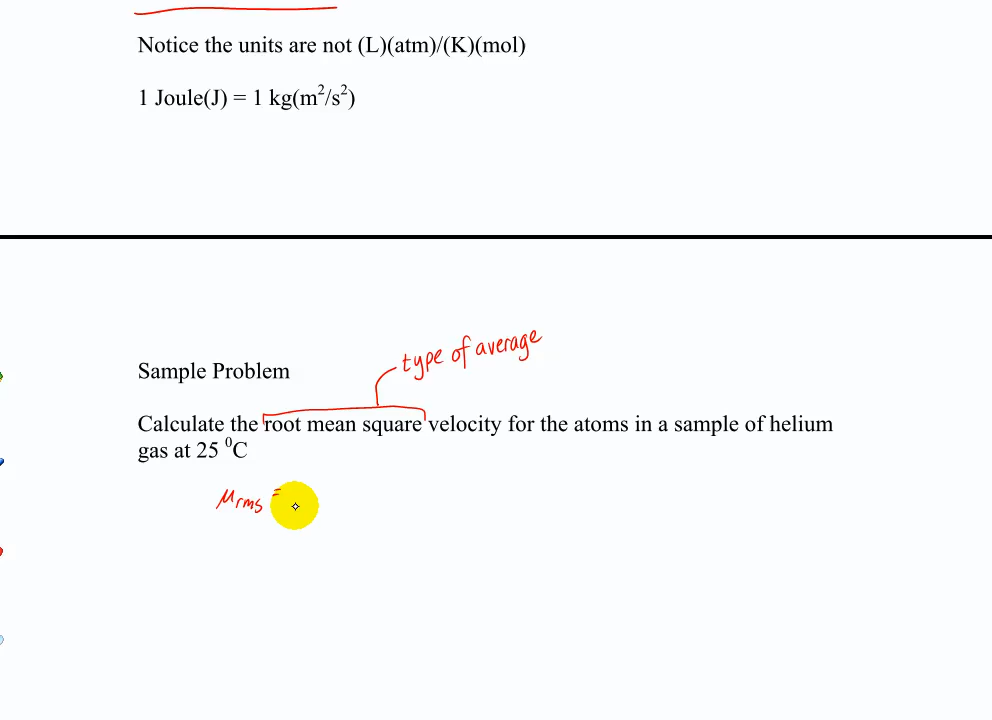 Notice the units are not (L)(atm)/(K)(mol)
1 Joule(J) = 1 kg(m²/s²)
type of average
Sample Problem
Calculate the root mean square velocity for the atoms in a sample of helium
gas at 25 ⁰C
μrms =